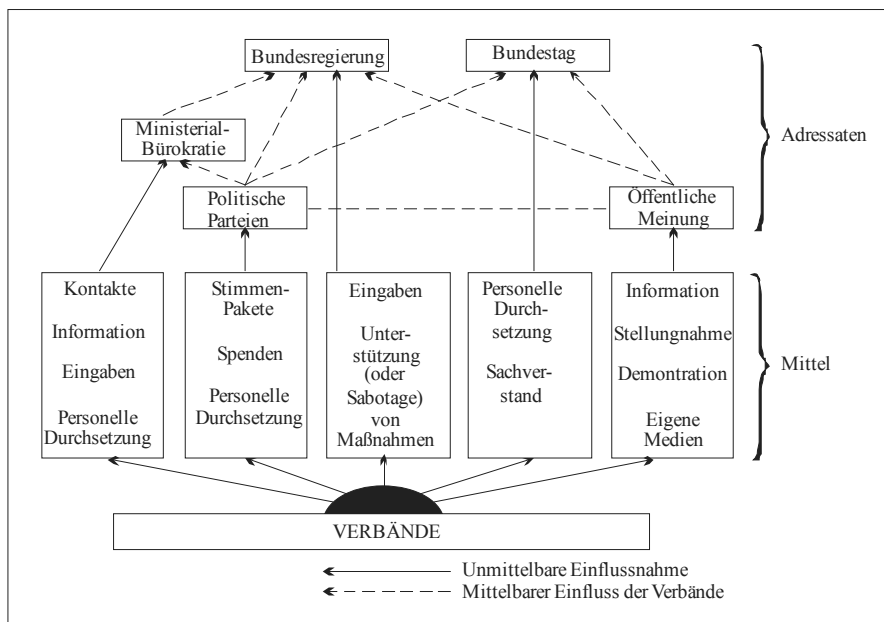 Bundesregierung
Bundestag
Ministerial-
Bürokratie
Adressaten
Politische
Parteien
Öffentliche
Meinung
Kontakte
Information
Eingaben
Personelle
Durchsetzung
Stimmen-
Pakete
Spenden
Personelle
Durchsetzung
Eingaben
Unter-
stützung
(oder
Sabotage)
von
Maßnahmen
Personelle
Durch-
setzung
Sachver-
stand
Information
Stellungnahme
Demontration
Eigene
Medien
Mittel
VERBÄNDE
Unmittelbare Einflussnahme
Mittelbarer Einfluss der Verbände